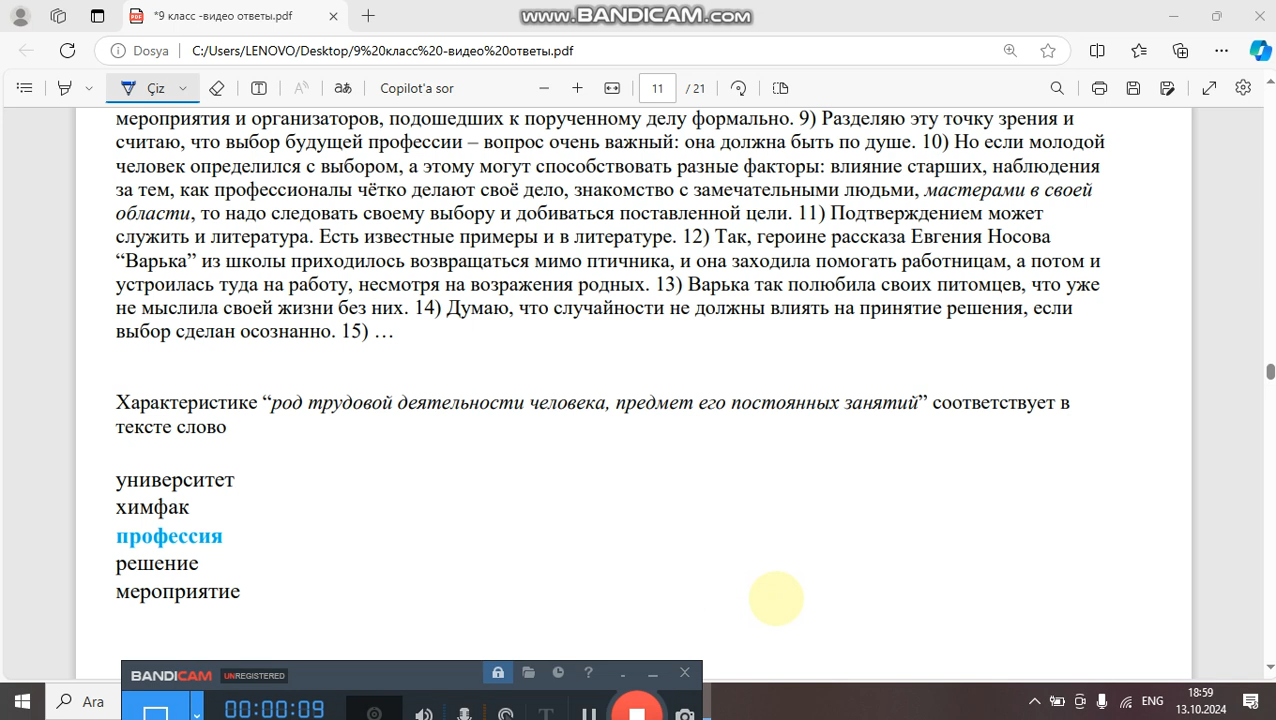 www.BANDICAM.com
*9 класс -видео ответы.pdf
Dosya C:/Users/LENOVO/Desktop/9%20класс%20-видео%20ответы.pdf
Çiz aあ Copilot'a sor 11 / 21
мероприятия и организаторов, подошедших к порученному делу формально. 9) Разделяю эту точку зрения и
считаю, что выбор будущей профессии – вопрос очень важный: она должна быть по душе. 10) Но если молодой
человек определился с выбором, а этому могут способствовать разные факторы: влияние старших, наблюдения
за тем, как профессионалы чётко делают своё дело, знакомство с замечательными людьми, мастерами в своей
области, то надо следовать своему выбору и добиваться поставленной цели. 11) Подтверждением может
служить и литература. Есть известные примеры и в литературе. 12) Так, героине рассказа Евгения Носова
“Варька” из школы приходилось возвращаться мимо птичника, и она заходила помогать работницам, а потом и
устроилась туда на работу, несмотря на возражения родных. 13) Варька так полюбила своих питомцев, что уже
не мыслила своей жизни без них. 14) Думаю, что случайности не должны влиять на принятие решения, если
выбор сделан осознанно. 15) …
Характеристике “род трудовой деятельности человека, предмет его постоянных занятий” соответствует в
тексте слово
университет
химфак
профессия
решение
мероприятие
BANDICAM UNREGISTERED
00:00:09
Ara
ENG
18:59
13.10.2024